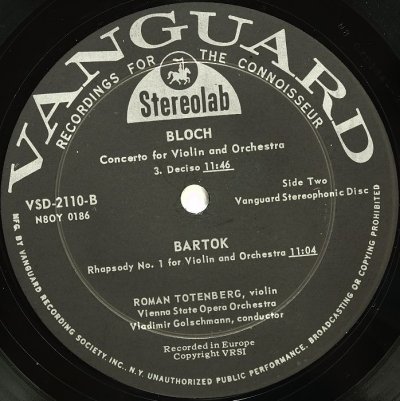 VANGUARD
RECORDINGS FOR THE CONNOISSEUR
Stereolab
BLOCH
Concerto for Violin and Orchestra
3. Deciso 11:46
VSD-2110-B
N8OY 0186
Side Two
Vanguard Stereophonic Disc
BARTOK
Rhapsody No. 1 for Violin and Orchestra 11:04
ROMAN TOTENBERG, violin
Vienna State Opera Orchestra
Vladimir Golschmann, conductor
Recorded in Europe
Copyright VRSI
MFG. BY VANGUARD RECORDING SOCIETY, INC., N.Y. UNAUTHORIZED PUBLIC PERFORMANCE, BROADCASTING OR COPYING PROHIBITED